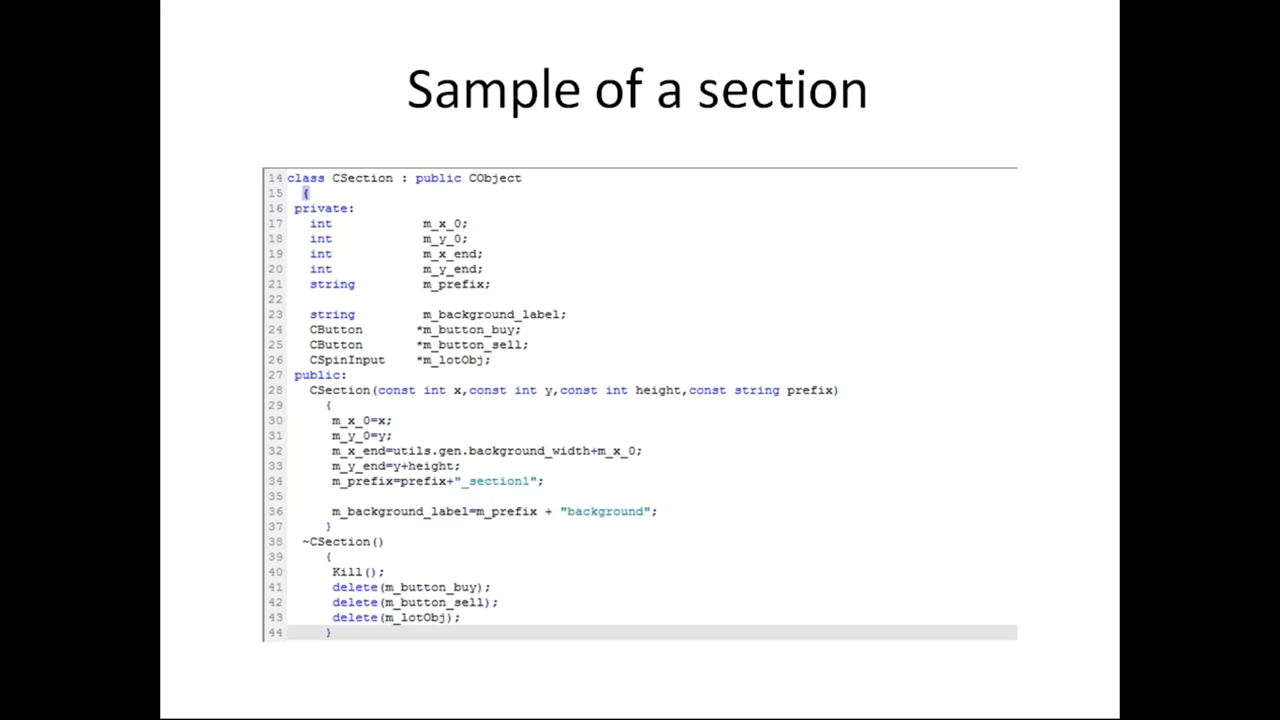 Sample of a section
14 class CSection : public CObject
15 {
16 private:
17 int m_x_0;
18 int m_y_0;
19 int m_x_end;
20 int m_y_end;
21 string m_prefix;
22
23 string m_background_label;
24 CButton *m_button_buy;
25 CButton *m_button_sell;
26 CSpinInput *m_lotObj;
27 public:
28 CSection(const int x,const int y,const int height,const string prefix)
29 {
30 m_x_0=x;
31 m_y_0=y;
32 m_x_end=utils.gen.background_width+m_x_0;
33 m_y_end=y+height;
34 m_prefix=prefix+"_section1";
35
36 m_background_label=m_prefix + "background";
37 }
38 ~CSection()
39 {
40 Kill();
41 delete(m_button_buy);
42 delete(m_button_sell);
43 delete(m_lotObj);
44 }